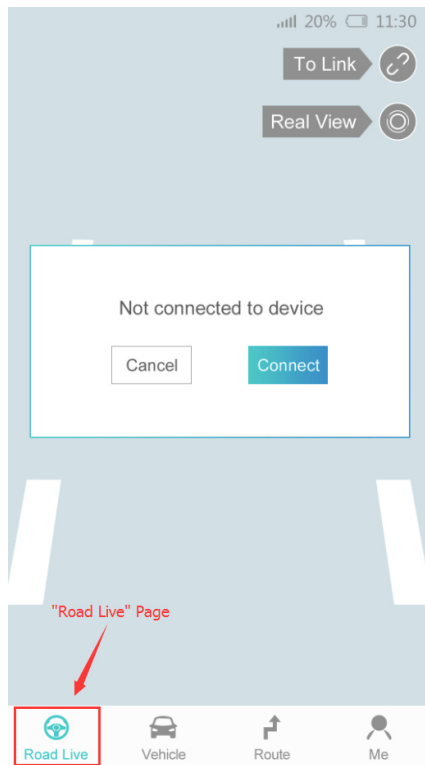 20% 11:30
To Link
Real View
Not connected to device
Cancel Connect
"Road Live" Page
Road Live Vehicle Route Me